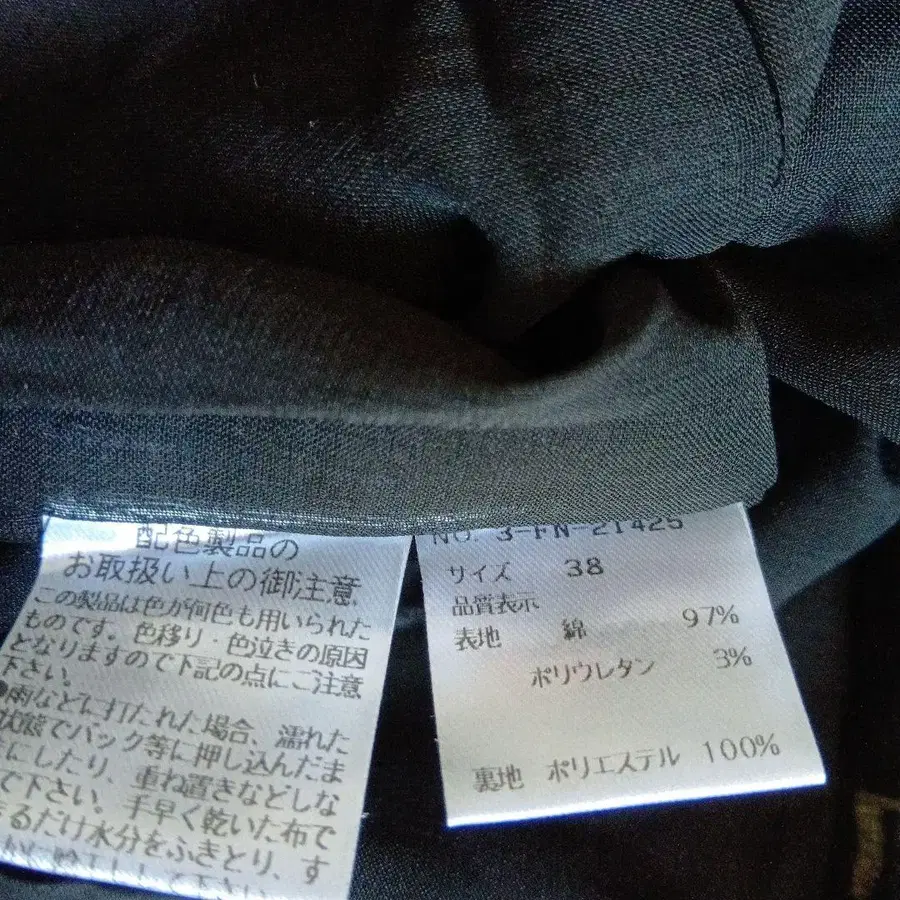 配色製品の
お取扱い上の御注意
この製品は色が何色も用いられた
ものです。色移り・色泣きの原因
となりますので下記の点にご注意
下さい。
●雨などに打たれた場合、濡れた
状態でバック等に押し込んだま
まにしたり、重ね置きなどしな
で下さい。手早く乾いた布で
きるだけ水分をふきとり、す
NO. 3-FN-21425
サイズ 38
品質表示
表地 綿 97%
ポリウレタン 3%
裏地 ポリエステル 100%